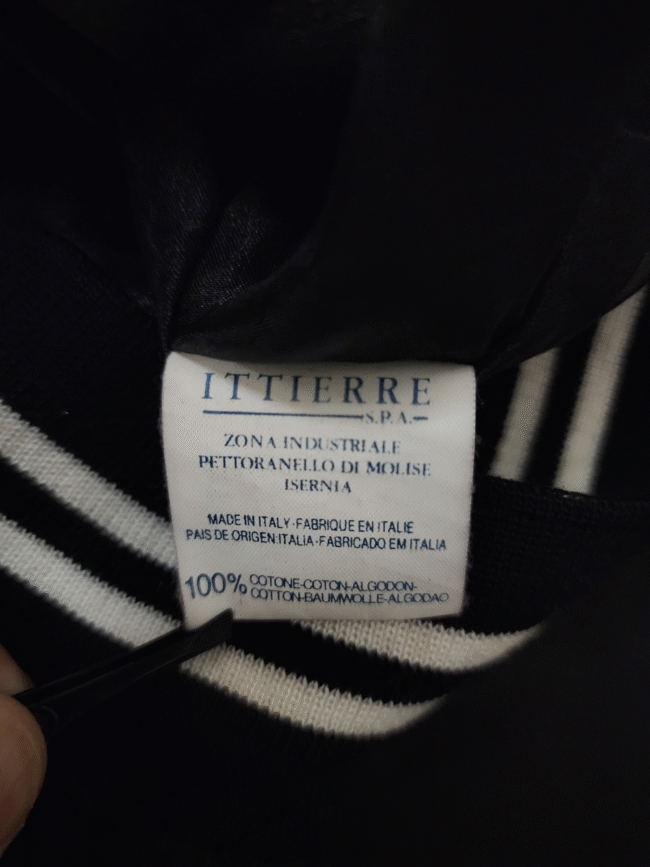 ITTIERRE
S.P.A.
ZONA INDUSTRIALE
PETTORANELLO DI MOLISE
ISERNIA
MADE IN ITALY·FABRIQUE EN ITALIE
PAIS DE ORIGEN:ITALIA·FABRICADO EM ITALIA
100% COTONE-COTON-ALGODON-
COTTON-BAUMWOLLE-ALGODAO